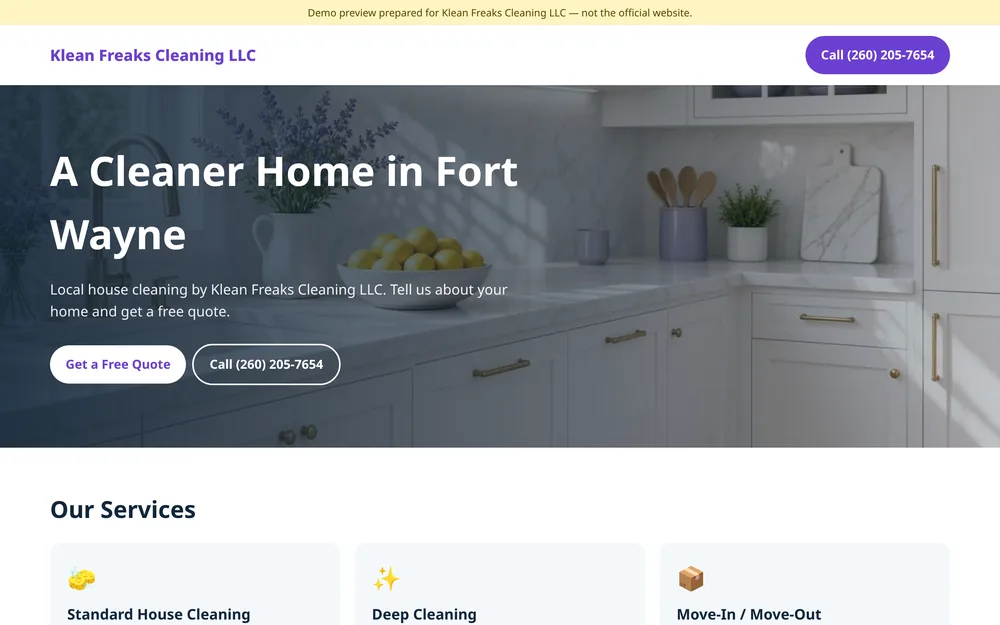 Demo preview prepared for Klean Freaks Cleaning LLC — not the official website.
Klean Freaks Cleaning LLC
Call (260) 205-7654
A Cleaner Home in Fort
Wayne
Local house cleaning by Klean Freaks Cleaning LLC. Tell us about your
home and get a free quote.
Get a Free Quote
Call (260) 205-7654
Our Services
Standard House Cleaning
Deep Cleaning
Move-In / Move-Out